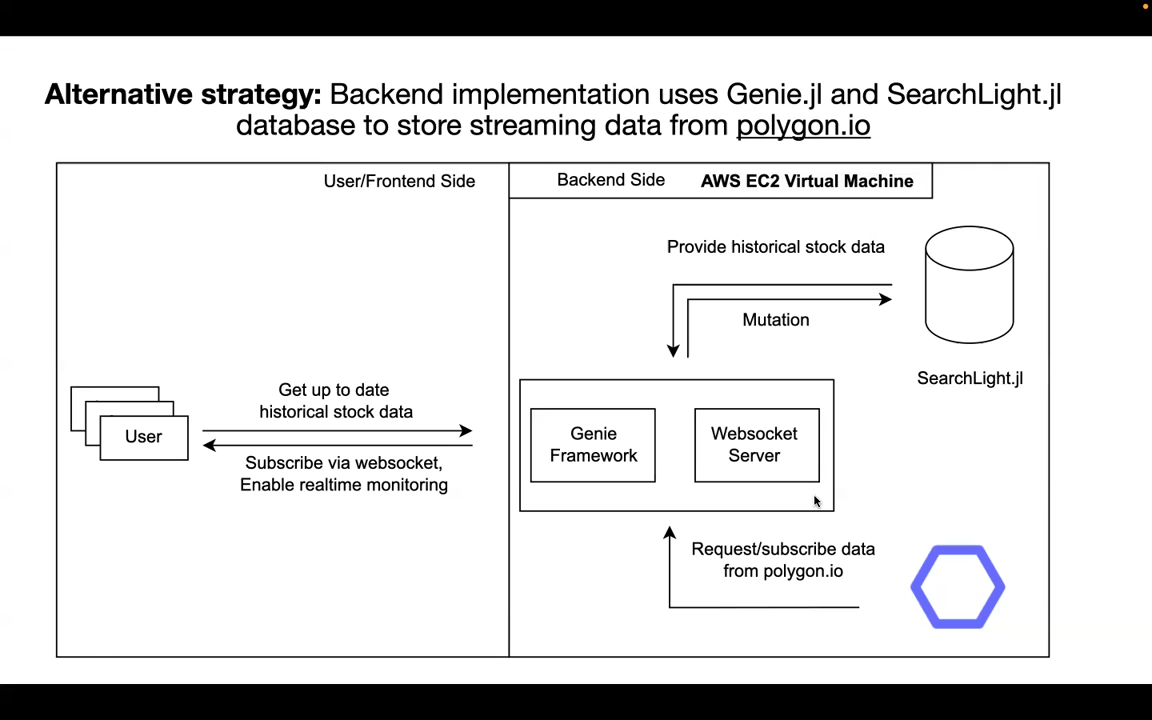 Alternative strategy: Backend implementation uses Genie.jl and SearchLight.jl
database to store streaming data from polygon.io
User/Frontend Side
Backend Side
AWS EC2 Virtual Machine
Provide historical stock data
Mutation
SearchLight.jl
Get up to date
historical stock data
User
Subscribe via websocket,
Enable realtime monitoring
Genie
Framework
Websocket
Server
Request/subscribe data
from polygon.io